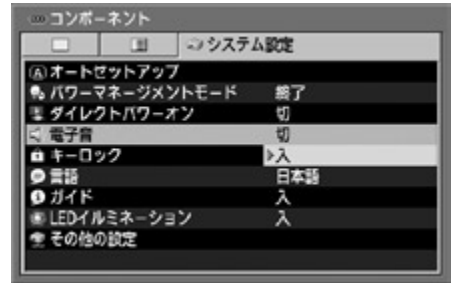 コンポーネント
システム設定
Ⓐオートセットアップ
パワーマネージメントモード 終了
ダイレクトパワーオン 切
電子音 切
キーロック ▶入
言語 日本語
ガイド 入
LEDイルミネーション 入
その他の設定